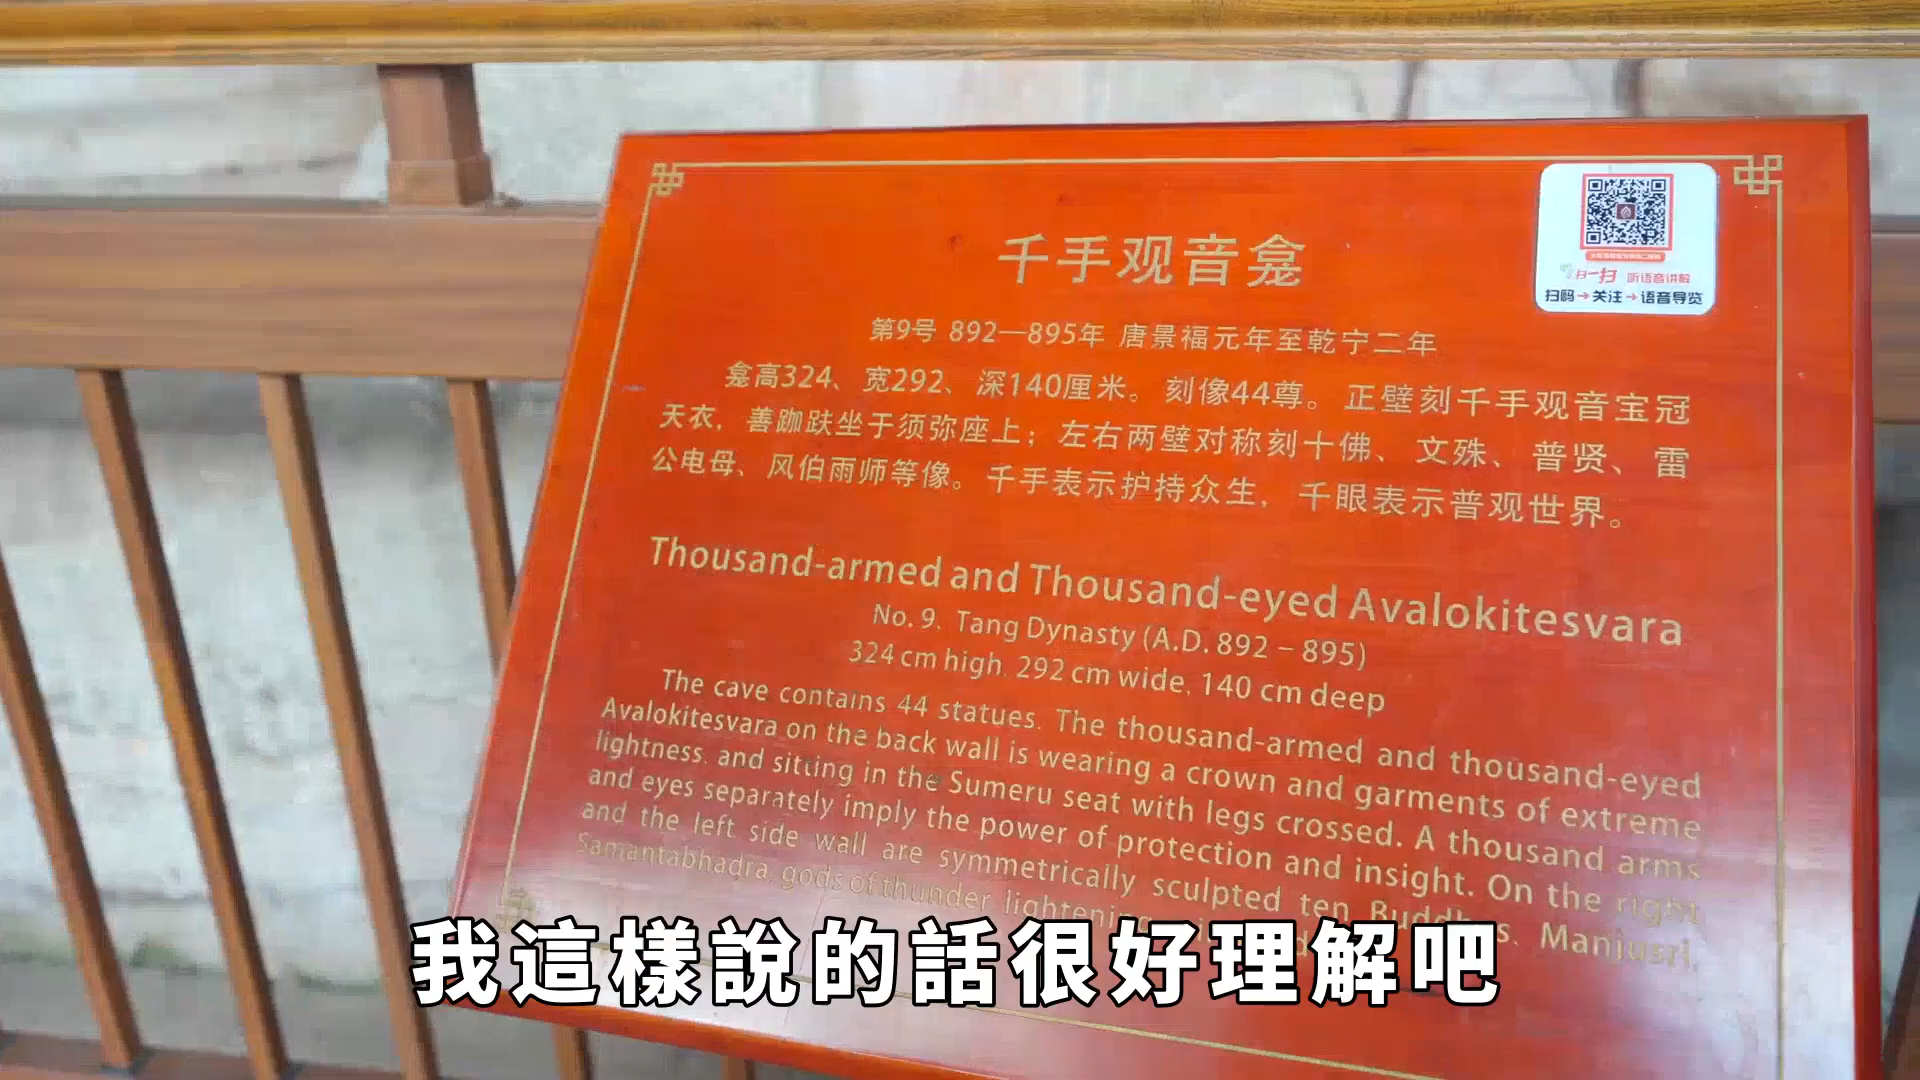 千手观音龛
扫一扫 听语音讲解
扫码→关注→语音导览
第9号 892—895年 唐景福元年至乾宁二年
龛高324、宽292、深140厘米。刻像44尊。正壁刻千手观音宝冠
天衣，善跏趺坐于须弥座上；左右两壁对称刻十佛、文殊、普贤、雷
公电母、风伯雨师等像。千手表示护持众生，千眼表示普观世界。
Thousand-armed and Thousand-eyed Avalokitesvara
No. 9. Tang Dynasty (A.D. 892 – 895)
324 cm high. 292 cm wide, 140 cm deep
The cave contains 44 statues. The thousand-armed and thousand-eyed
Avalokitesvara on the back wall is wearing a crown and garments of extreme
lightness. and sitting in the Sumeru seat with legs crossed. A thousand arms
and eyes separately imply the power of protection and insight. On the right
and the left side wall are symmetrically sculpted ten Manjusri,
Samantabhadra, gods of thunder
我這樣說的話很好理解吧